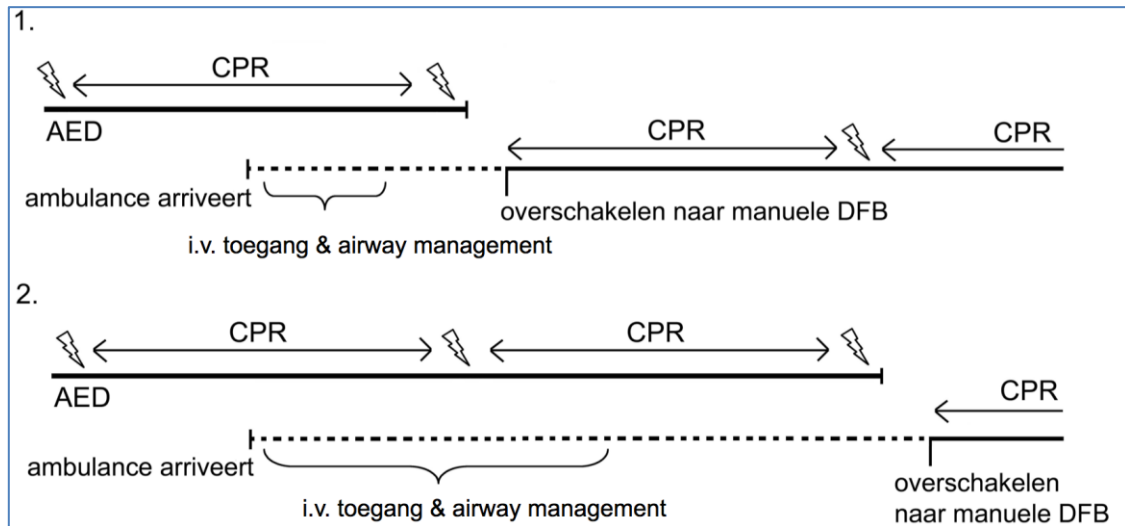 1.
CPR
AED
CPR
CPR
ambulance arriveert
overschakelen naar manuele DFB
i.v. toegang & airway management
2.
CPR
CPR
AED
CPR
ambulance arriveert
overschakelen
naar manuele DFB
i.v. toegang & airway management